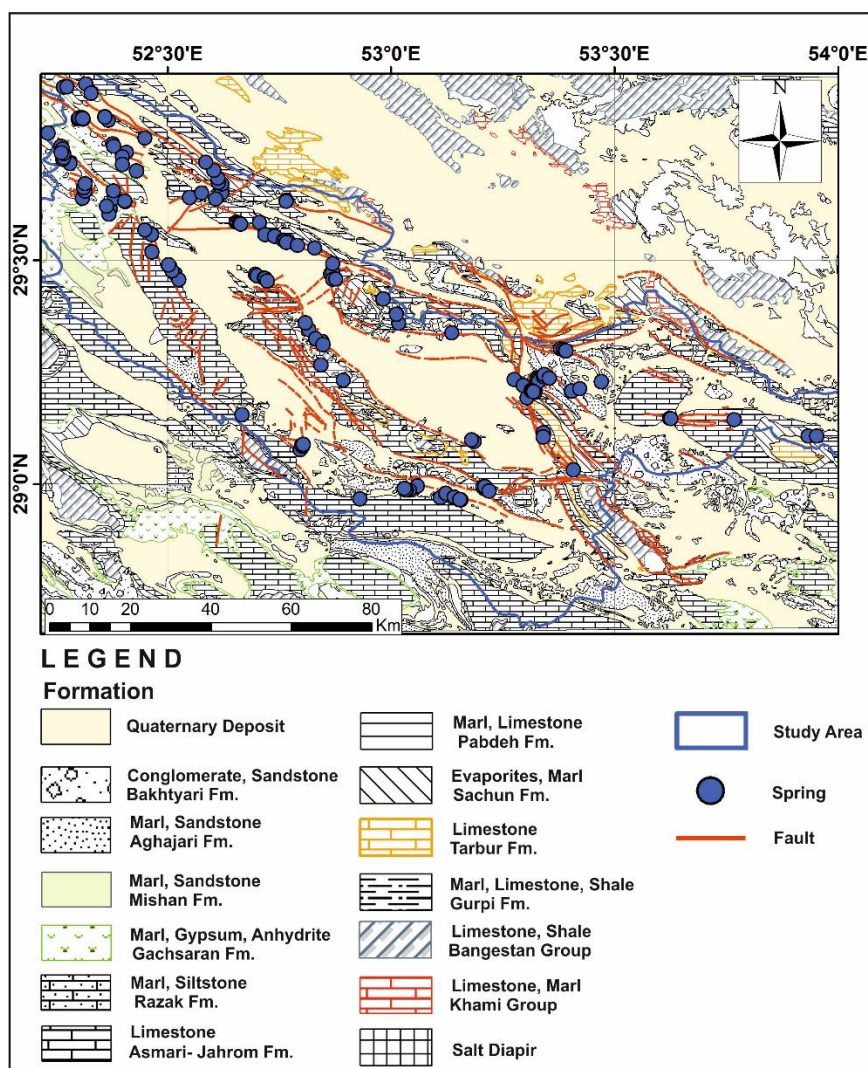 52°30'E
53°0'E
53°30'E
54°0'E
N
29°30'N
29°0'N
0 5 10 20 40 60 80
Km
LEGEND
Formation
Quaternary Deposit
Conglomerate, Sandstone
Bakhtyari Fm.
Marl, Sandstone
Aghajari Fm.
Marl, Sandstone
Mishan Fm.
Marl, Gypsum, Anhydrite
Gachsaran Fm.
Marl, Siltstone
Razak Fm.
Limestone
Asmari- Jahrom Fm.
Marl, Limestone
Pabdeh Fm.
Evaporites, Marl
Sachun Fm.
Limestone
Tarbur Fm.
Marl, Limestone, Shale
Gurpi Fm.
Limestone, Shale
Bangestan Group
Limestone, Marl
Khami Group
Salt Diapir
Study Area
Spring
Fault